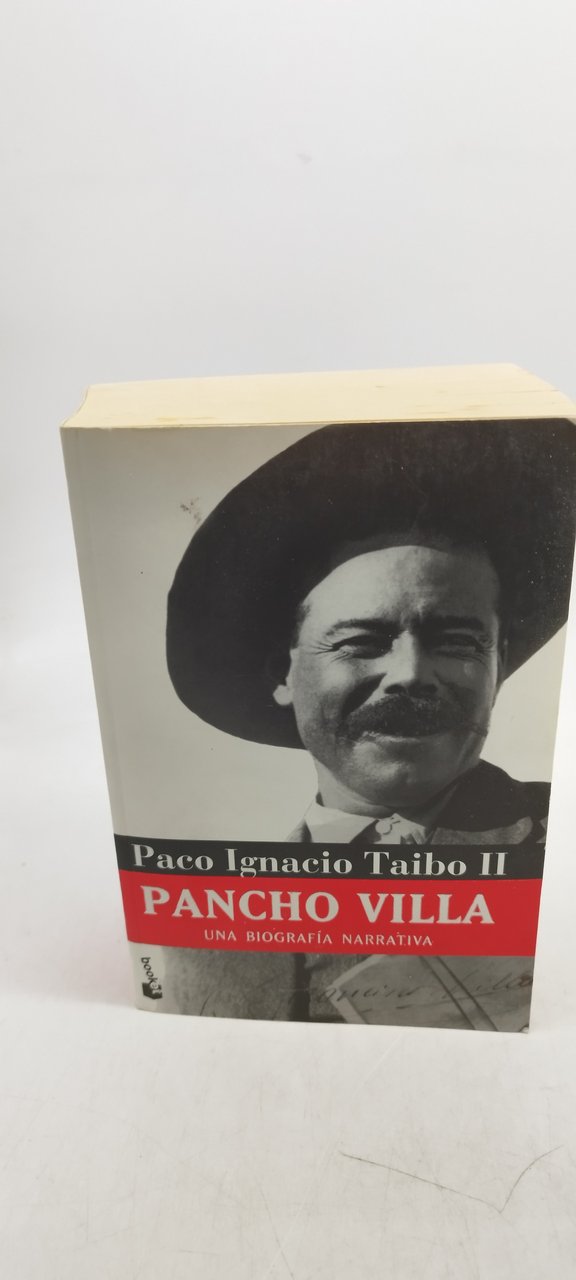 Paco Ignacio Taibo II
PANCHO VILLA
UNA BIOGRAFÍA NARRATIVA
booket